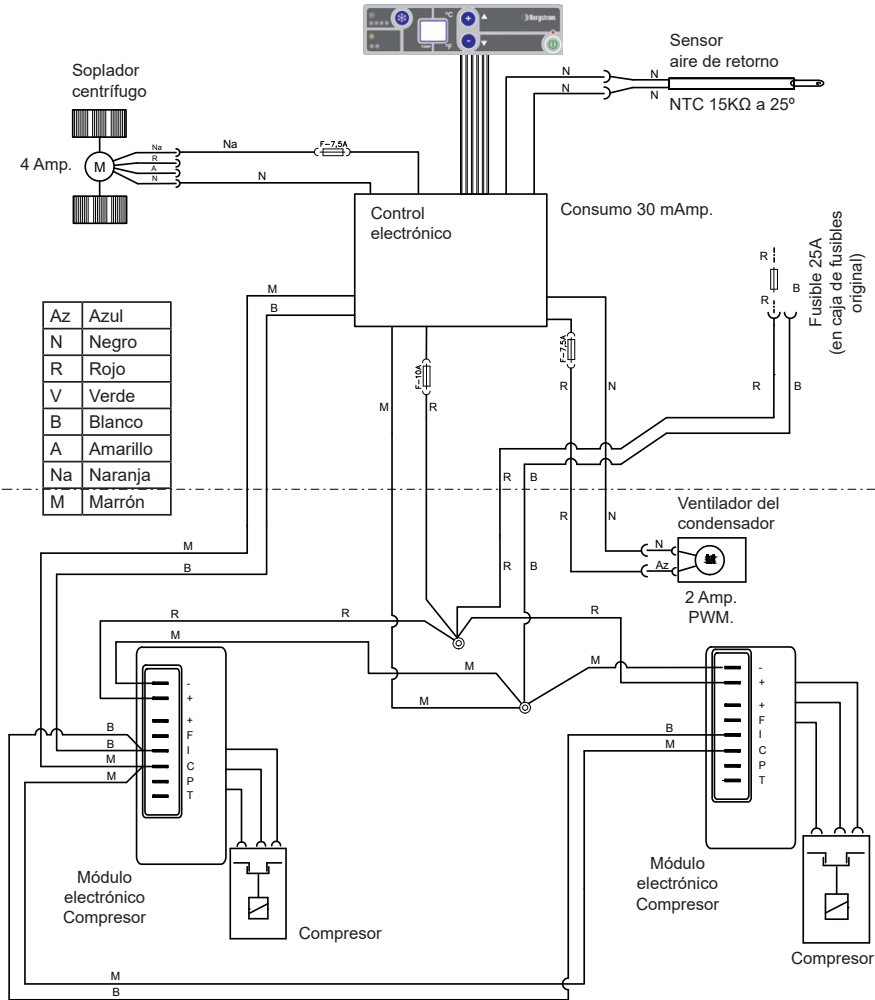 °C
Bergstrom
°F
Sensor
aire de retorno
N
N
N
N
NTC 15KΩ a 25º
Soplador
centrífugo
4 Amp.
M
Na
R
A
N
Na
F-7,5A
N
Control
electrónico
Consumo 30 mAmp.
Fusible 25A
(en caja de fusibles
original)
R
B
R
R
B
M
B
Az Azul
N Negro
R Rojo
V Verde
B Blanco
A Amarillo
Na Naranja
M Marrón
F-10A
M
R
F-7,5A
R
N
R
B
R
N
R
B
Ventilador del
condensador
N
Az
M
2 Amp.
PWM.
M
B
R
R
M
M
M
R
M
-
+
+
F
I
C
P
T
B
B
M
M
-
+
+
F
I
C
P
T
B
M
Módulo
electrónico
Compresor
Compresor
Módulo
electrónico
Compresor
Compresor
M
B